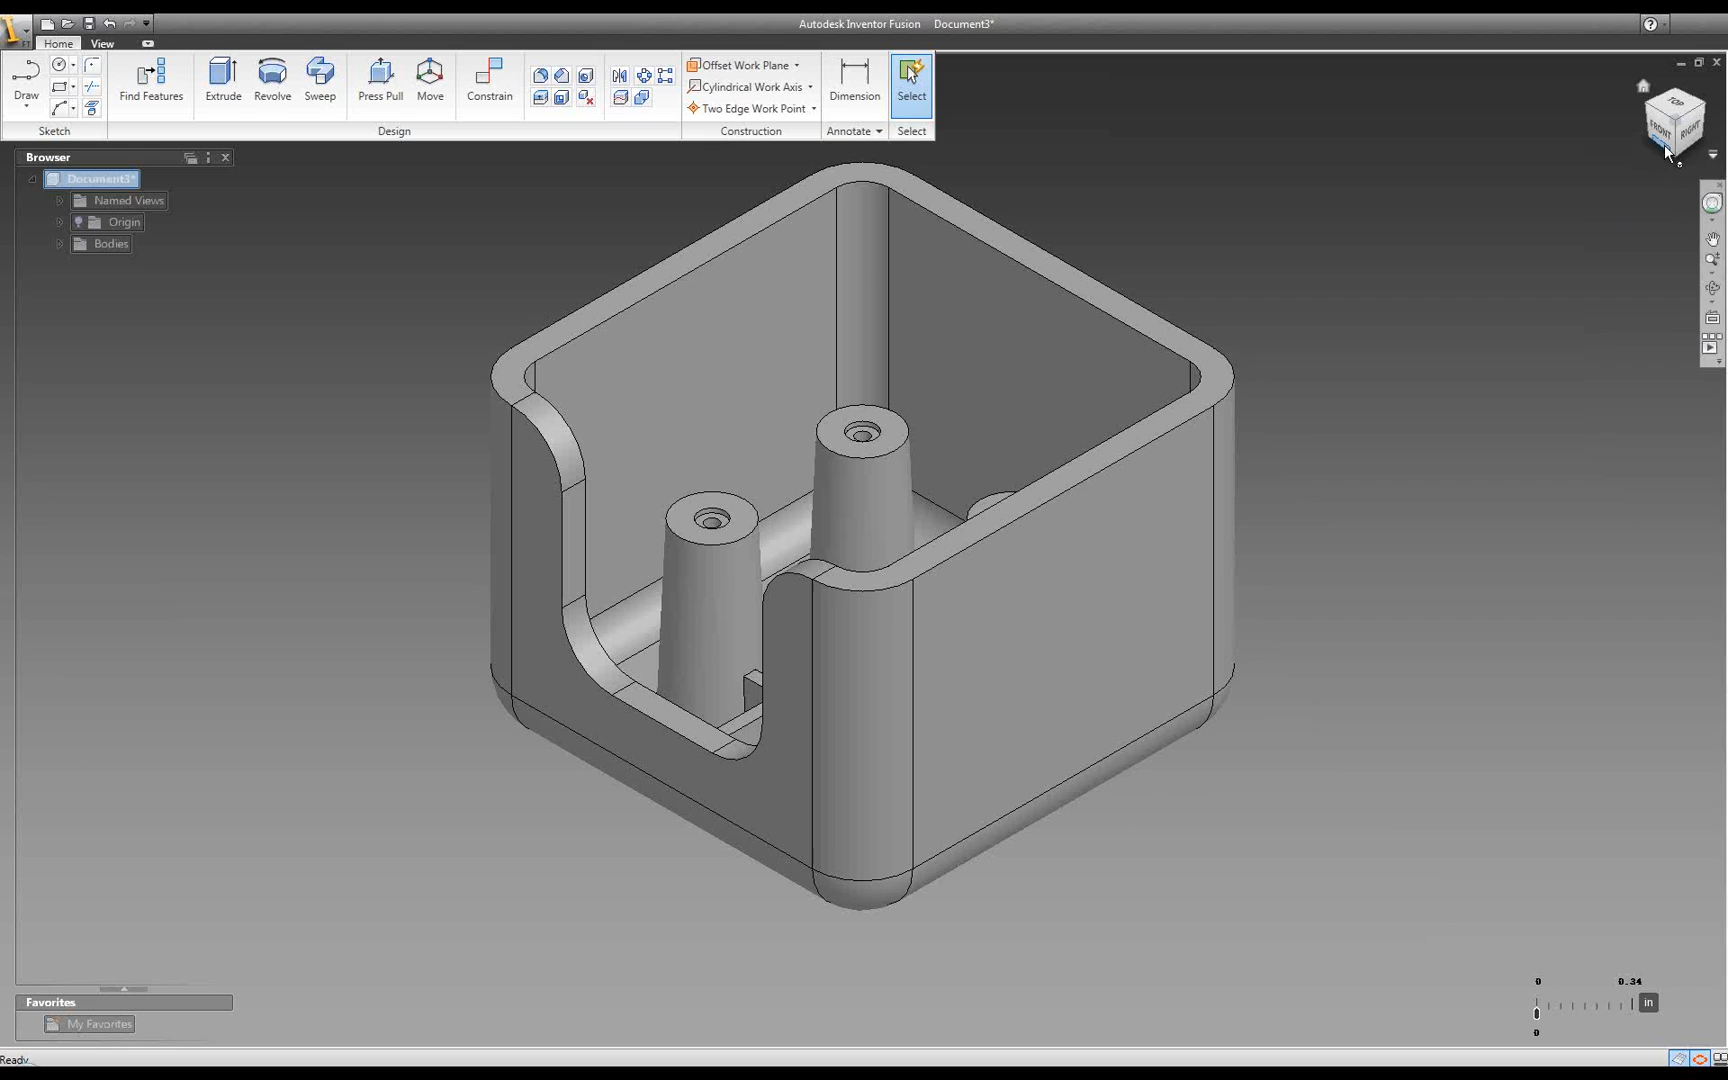 Autodesk Inventor Fusion Document3*
Home View
Draw
Find Features
Extrude
Revolve
Sweep
Press Pull
Move
Constrain
Offset Work Plane
Cylindrical Work Axis
Two Edge Work Point
Dimension
Select
Sketch
Design
Construction
Annotate
Select
TOP
FRONT
RIGHT
Browser
Document3*
Named Views
Origin
Bodies
0 0.34
in
0
Favorites
My Favorites
Ready